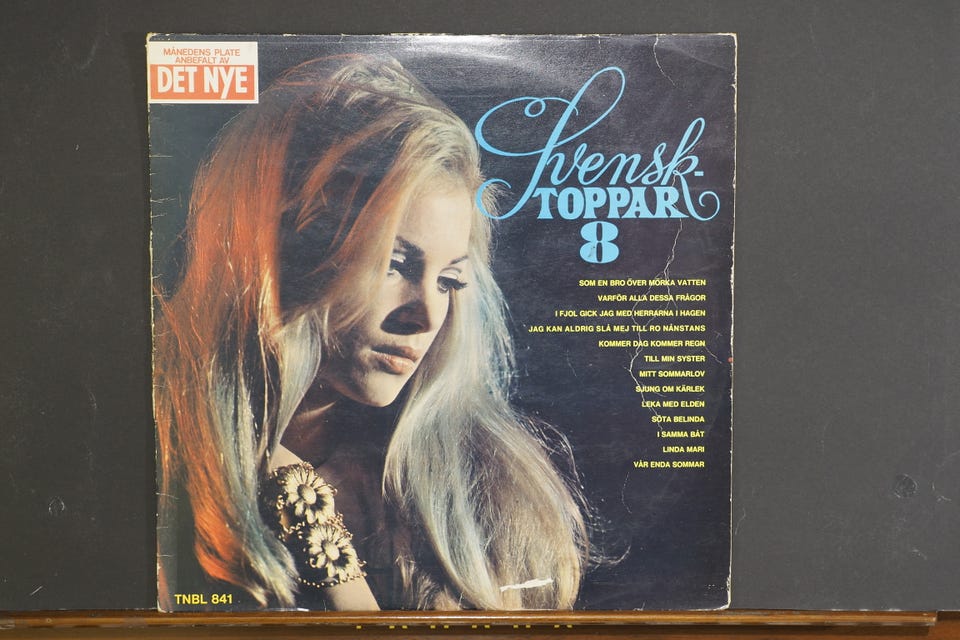 MÅNEDENS PLATE
ANBEFALT AV
DET NYE
Svensk-
TOPPAR
8
SOM EN BRO ÖVER MÖRKA VATTEN
VARFÖR ALLA DESSA FRÅGOR
I FJOL GICK JAG MED HERRARNA I HAGEN
JAG KAN ALDRIG SLÅ MEJ TILL RO NÅNSTANS
KOMMER DAG KOMMER REGN
TILL MIN SYSTER
MITT SOMMARLOV
SJUNG OM KÄRLEK
LEKA MED ELDEN
SÖTA BELINDA
I SAMMA BÅT
LINDA MARI
VÅR ENDA SOMMAR
TNBL 841